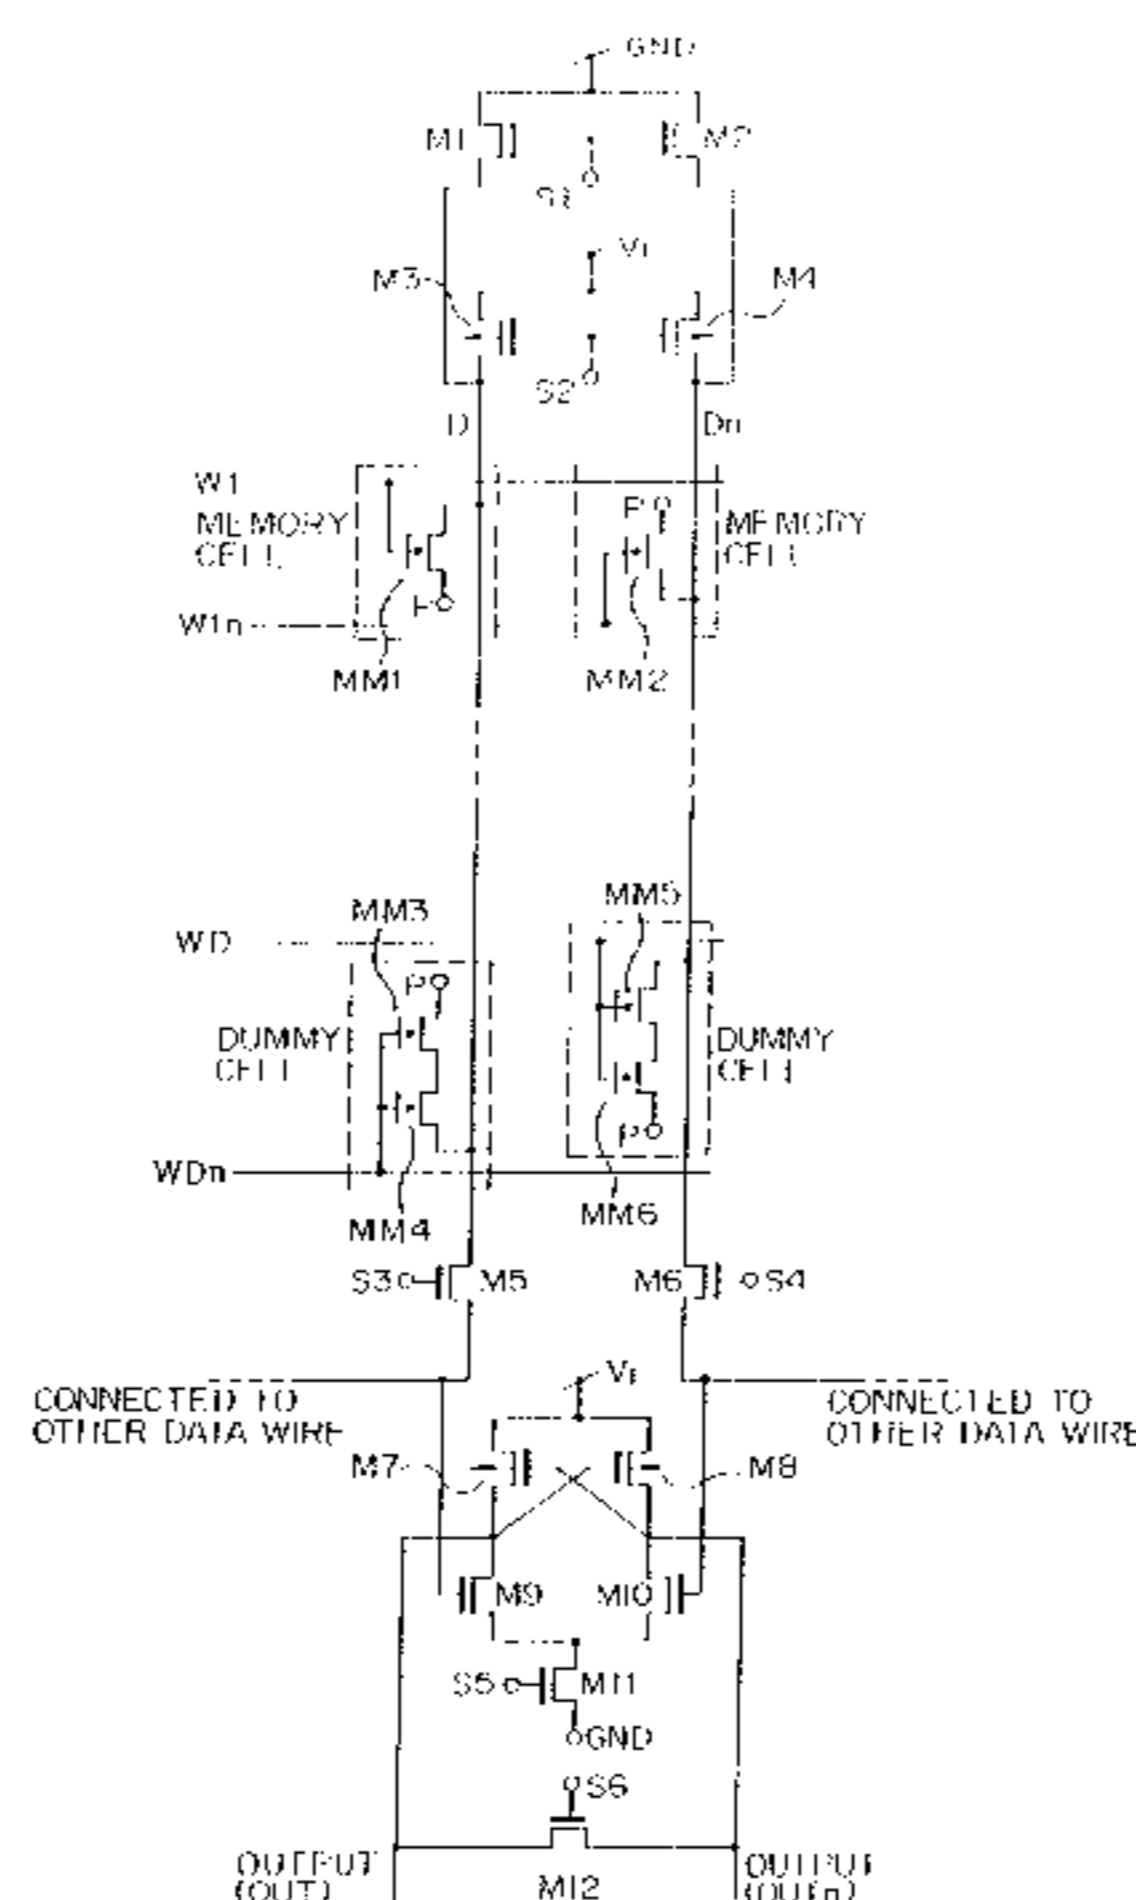 GND
M1
M2
S1
M3
M4
S2
D
Dn
W1
MEMORY
CELL
P
MEMORY
CELL
P
W1n
MM1
MM2
MM3
MM5
WD
P
DUMMY
CELL
DUMMY
CELL
P
WDn
MM4
MM6
S3
M5
M6
S4
CONNECTED TO
OTHER DATA WIRE
CONNECTED TO
OTHER DATA WIRE
M7
M8
M9
M10
S5
M11
GND
S6
OUTPUT
(OUT)
M12
OUTPUT
(OUTn)